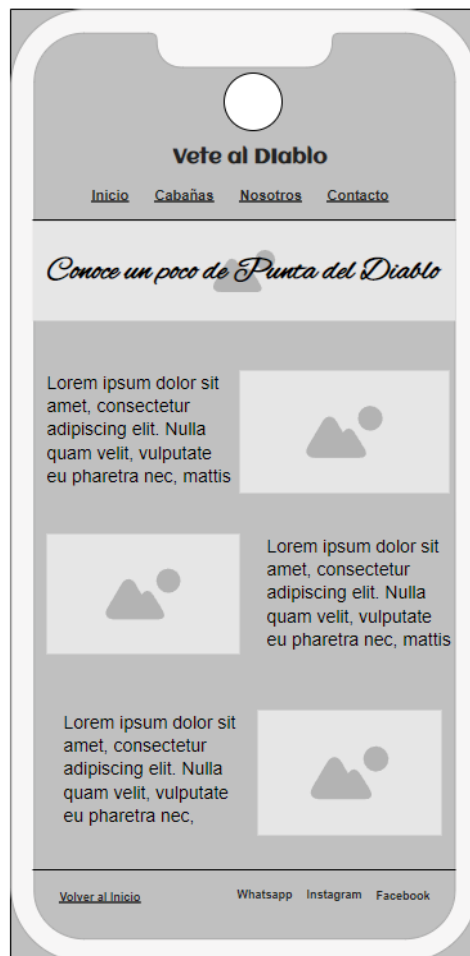 Vete al DIablo
Inicio Cabañas Nosotros Contacto
Conoce un poco de Punta del Diablo
Lorem ipsum dolor sit
amet, consectetur
adipiscing elit. Nulla
quam velit, vulputate
eu pharetra nec, mattis
Lorem ipsum dolor sit
amet, consectetur
adipiscing elit. Nulla
quam velit, vulputate
eu pharetra nec, mattis
Lorem ipsum dolor sit
amet, consectetur
adipiscing elit. Nulla
quam velit, vulputate
eu pharetra nec,
Volver al Inicio Whatsapp Instagram Facebook